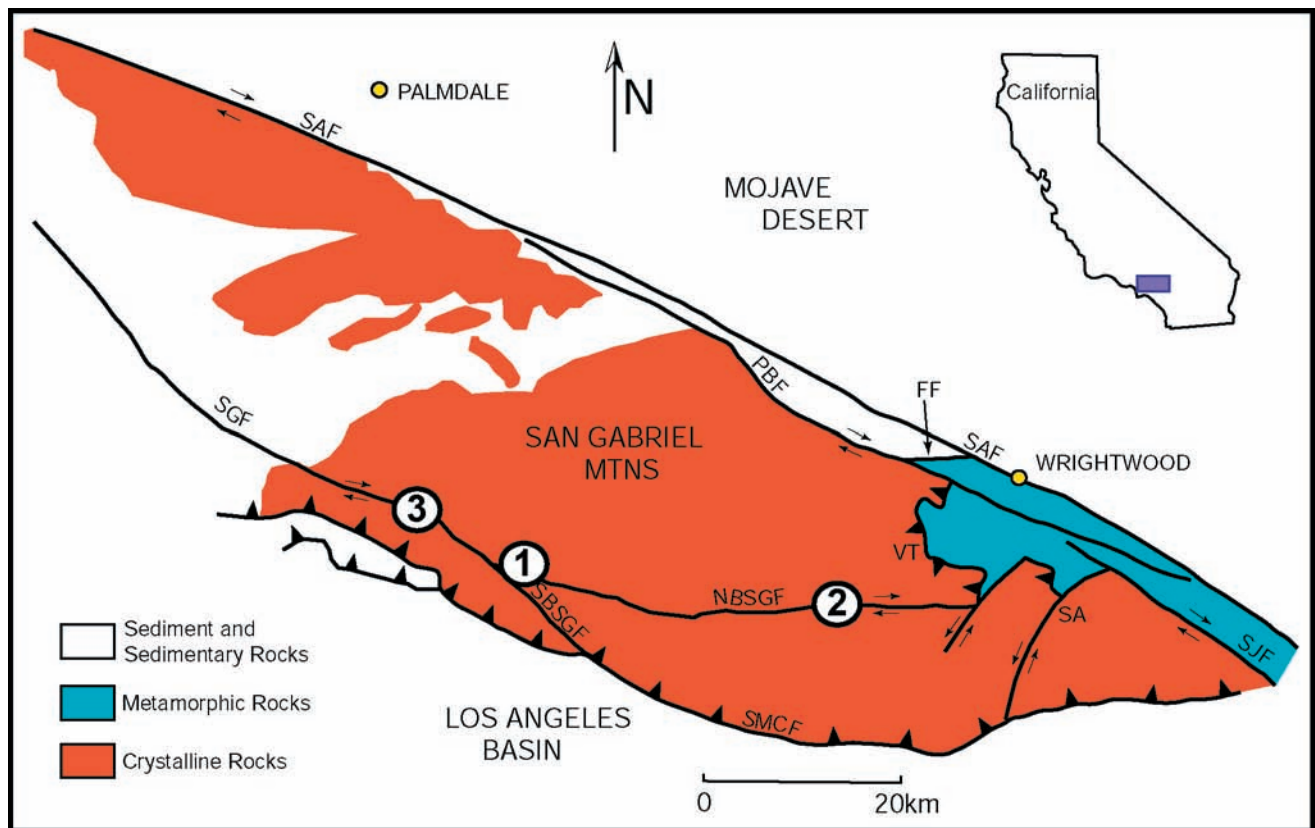 PALMDALE
N
California
SAF
MOJAVE
DESERT
SGF
PBF
FF
SAN GABRIEL
MTNS
SAF
WRIGHTWOOD
3
1
VT
NBSGF
2
SBSGF
SA
SJF
Sediment and
Sedimentary Rocks
Metamorphic Rocks
Crystalline Rocks
LOS ANGELES
BASIN
SMCF
0 20km